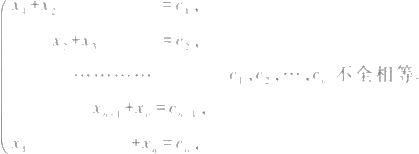 x₁+x₂ =c₁,
x₂+x₃ =c₂,
…………
c₁,c₂,⋯,cₙ 不全相等.
xₙ₋₁+xₙ=cₙ₋₁,
x₁ +xₙ=cₙ,